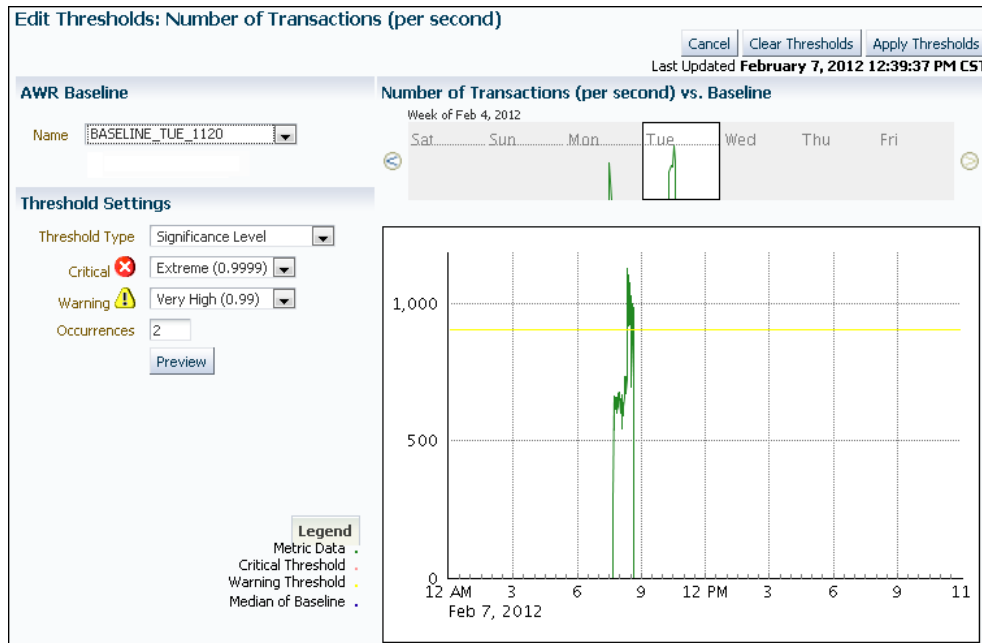 Edit Thresholds: Number of Transactions (per second)
Cancel
Clear Thresholds
Apply Thresholds
Last Updated February 7, 2012 12:39:37 PM CST
AWR Baseline
Name
BASELINE_TUE_1120
Threshold Settings
Threshold Type
Significance Level
Critical
Extreme (0.9999)
Warning
Very High (0.99)
Occurrences
2
Preview
Legend
Metric Data
Critical Threshold
Warning Threshold
Median of Baseline
Number of Transactions (per second) vs. Baseline
Week of Feb 4, 2012
Sat Sun Mon Tue Wed Thu Fri
1,000
500
0
12 AM 3 6 9 12 PM 3 6 9 11
Feb 7, 2012